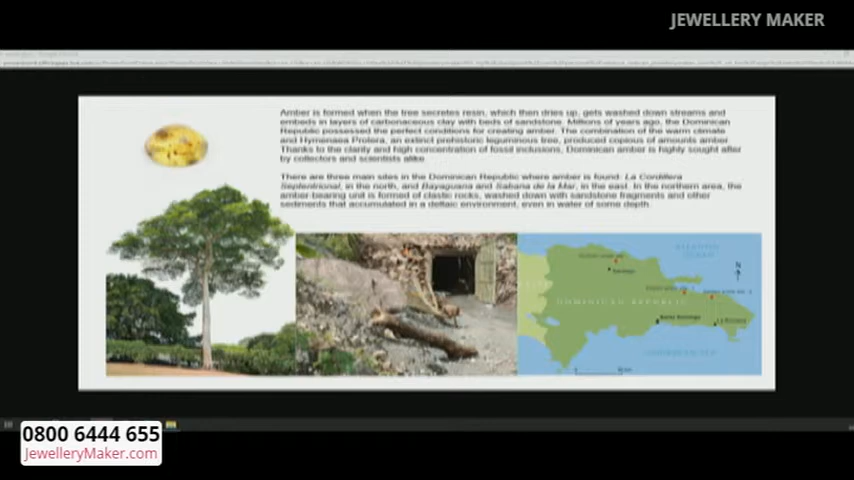 JEWELLERY MAKER
Amber is formed when the tree secretes resin, which then dries up, gets washed down streams and
embeds in layers of carbonaceous clay with beds of sandstone. Millions of years ago, the Dominican
Republic possessed the perfect conditions for creating amber. The combination of the warm climate
and Hymenaea Protera, an extinct prehistoric leguminous tree, produced copious of amounts amber
Thanks to the clarity and high concentration of fossil inclusions, Dominican amber is highly sought after
by collectors and scientists alike
There are three main sites in the Dominican Republic where amber is found: La Cordillera
Septentrional, in the north, and Bayaguana and Sabana de la Mar, in the east. In the northern area, the
amber-bearing unit is formed of clastic rocks, washed down with sandstone fragments and other
sediments that accumulated in a deltaic environment, even in water of some depth.
N
DOMINICAN REPUBLIC
Santo Domingo
La Romana
CARIBBEAN SEA
0800 6444 655
JewelleryMaker.com